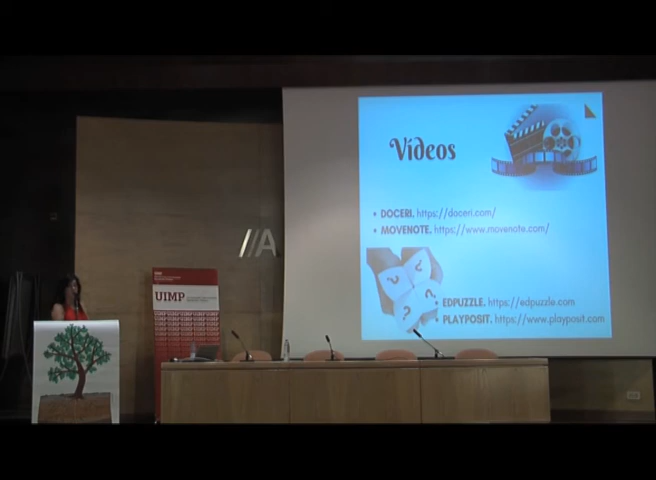 Vídeos
• DOCERI. https://doceri.com/
• MOVENOTE. https://www.movenote.com/
• EDPUZZLE. https://edpuzzle.com
• PLAYPOSIT. https://www.playposit.com
UIMP